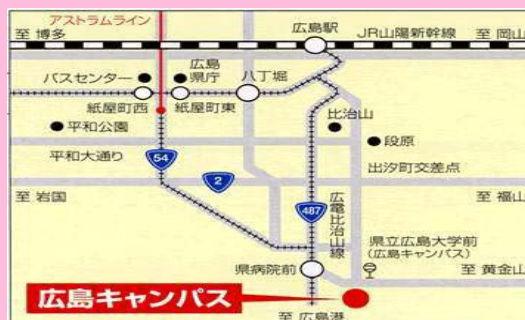 アストラムライン
広島駅
JR山陽新幹線
至 博多
至 岡山
バスセンター
広島
県庁
八丁堀
紙屋町西
紙屋町東
比治山
平和公園
段原
平和大通り
54
出汐町交差点
2
至 岩国
至 福山
487
広電比治山線
県立広島大学前
(広島キャンパス)
県病院前
至 黄金山
広島キャンパス
至 広島港